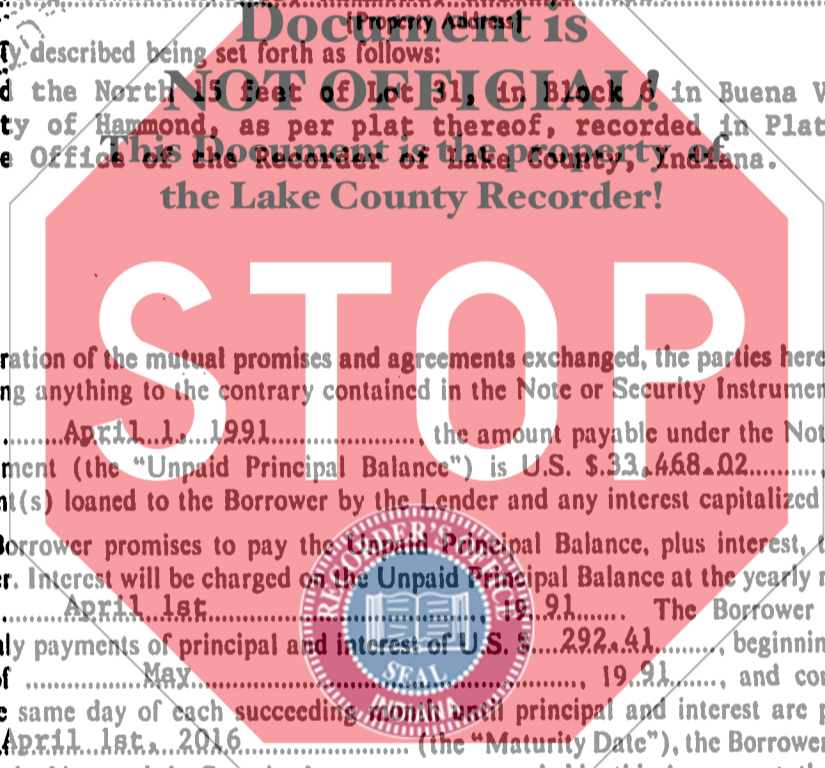 [Property Address]
Document is
y described being set forth as follows:
NOT OFFICIAL!
d the North 15 feet of Lot 31, in Block 6 in Buena V
ty of Hammond, as per plat thereof, recorded in Plat
This Document is the property of
e Office of the Recorder of Lake County, Indiana.
the Lake County Recorder!
STOP
ration of the mutual promises and agreements exchanged, the parties here
ng anything to the contrary contained in the Note or Security Instrumen
April 1, 1991, the amount payable under the Not
ment (the “Unpaid Principal Balance”) is U.S. $.33,468.02
nt(s) loaned to the Borrower by the Lender and any interest capitalized
Borrower promises to pay the Unpaid Principal Balance, plus interest, t
r. Interest will be charged on the Unpaid Principal Balance at the yearly r
April 1st, 19 91 The Borrower
ly payments of principal and interest of U.S. $ 292.41, beginnin
f May, 19 91, and con
e same day of each succeeding month until principal and interest are p
April 1st, 2016 (the “Maturity Date”), the Borrower
RECORDER'S OFFICE
SEAL